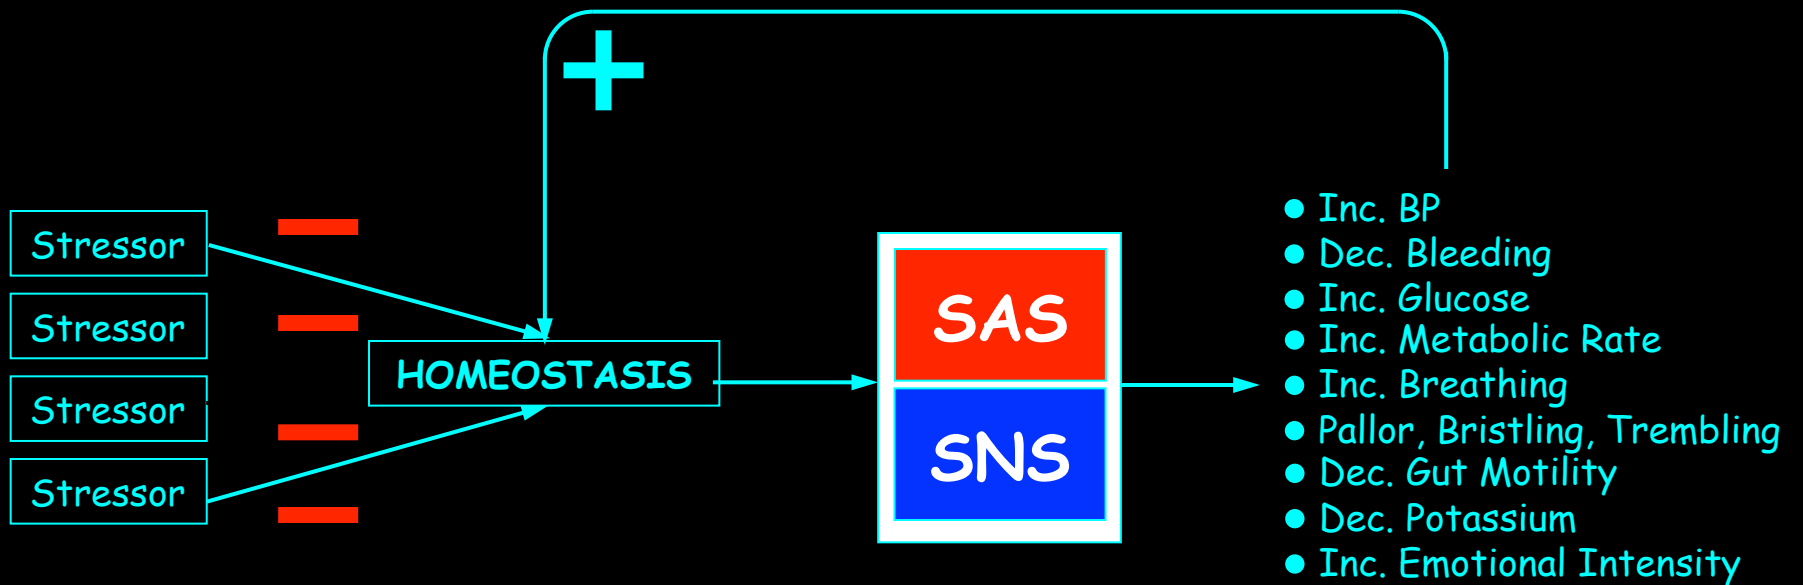 +
Stressor
Stressor
Stressor
Stressor
HOMEOSTASIS
SAS
SNS
● Inc. BP
● Dec. Bleeding
● Inc. Glucose
● Inc. Metabolic Rate
● Inc. Breathing
● Pallor, Bristling, Trembling
● Dec. Gut Motility
● Dec. Potassium
● Inc. Emotional Intensity